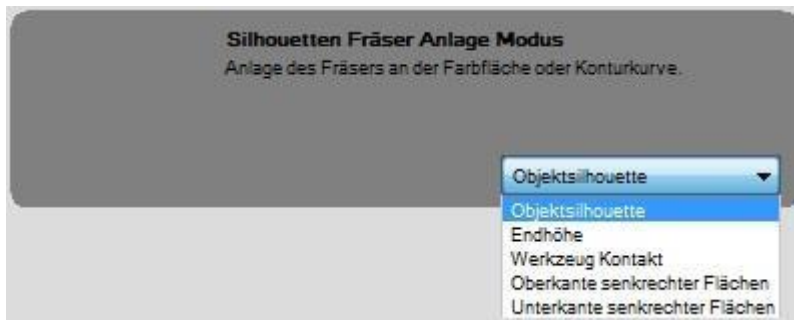 Silhouetten Fräser Anlage Modus
Anlage des Fräsers an der Farbfläche oder Konturkurve.
Objektsilhouette
Objektsilhouette
Endhöhe
Werkzeug Kontakt
Oberkante senkrechter Flächen
Unterkante senkrechter Flächen